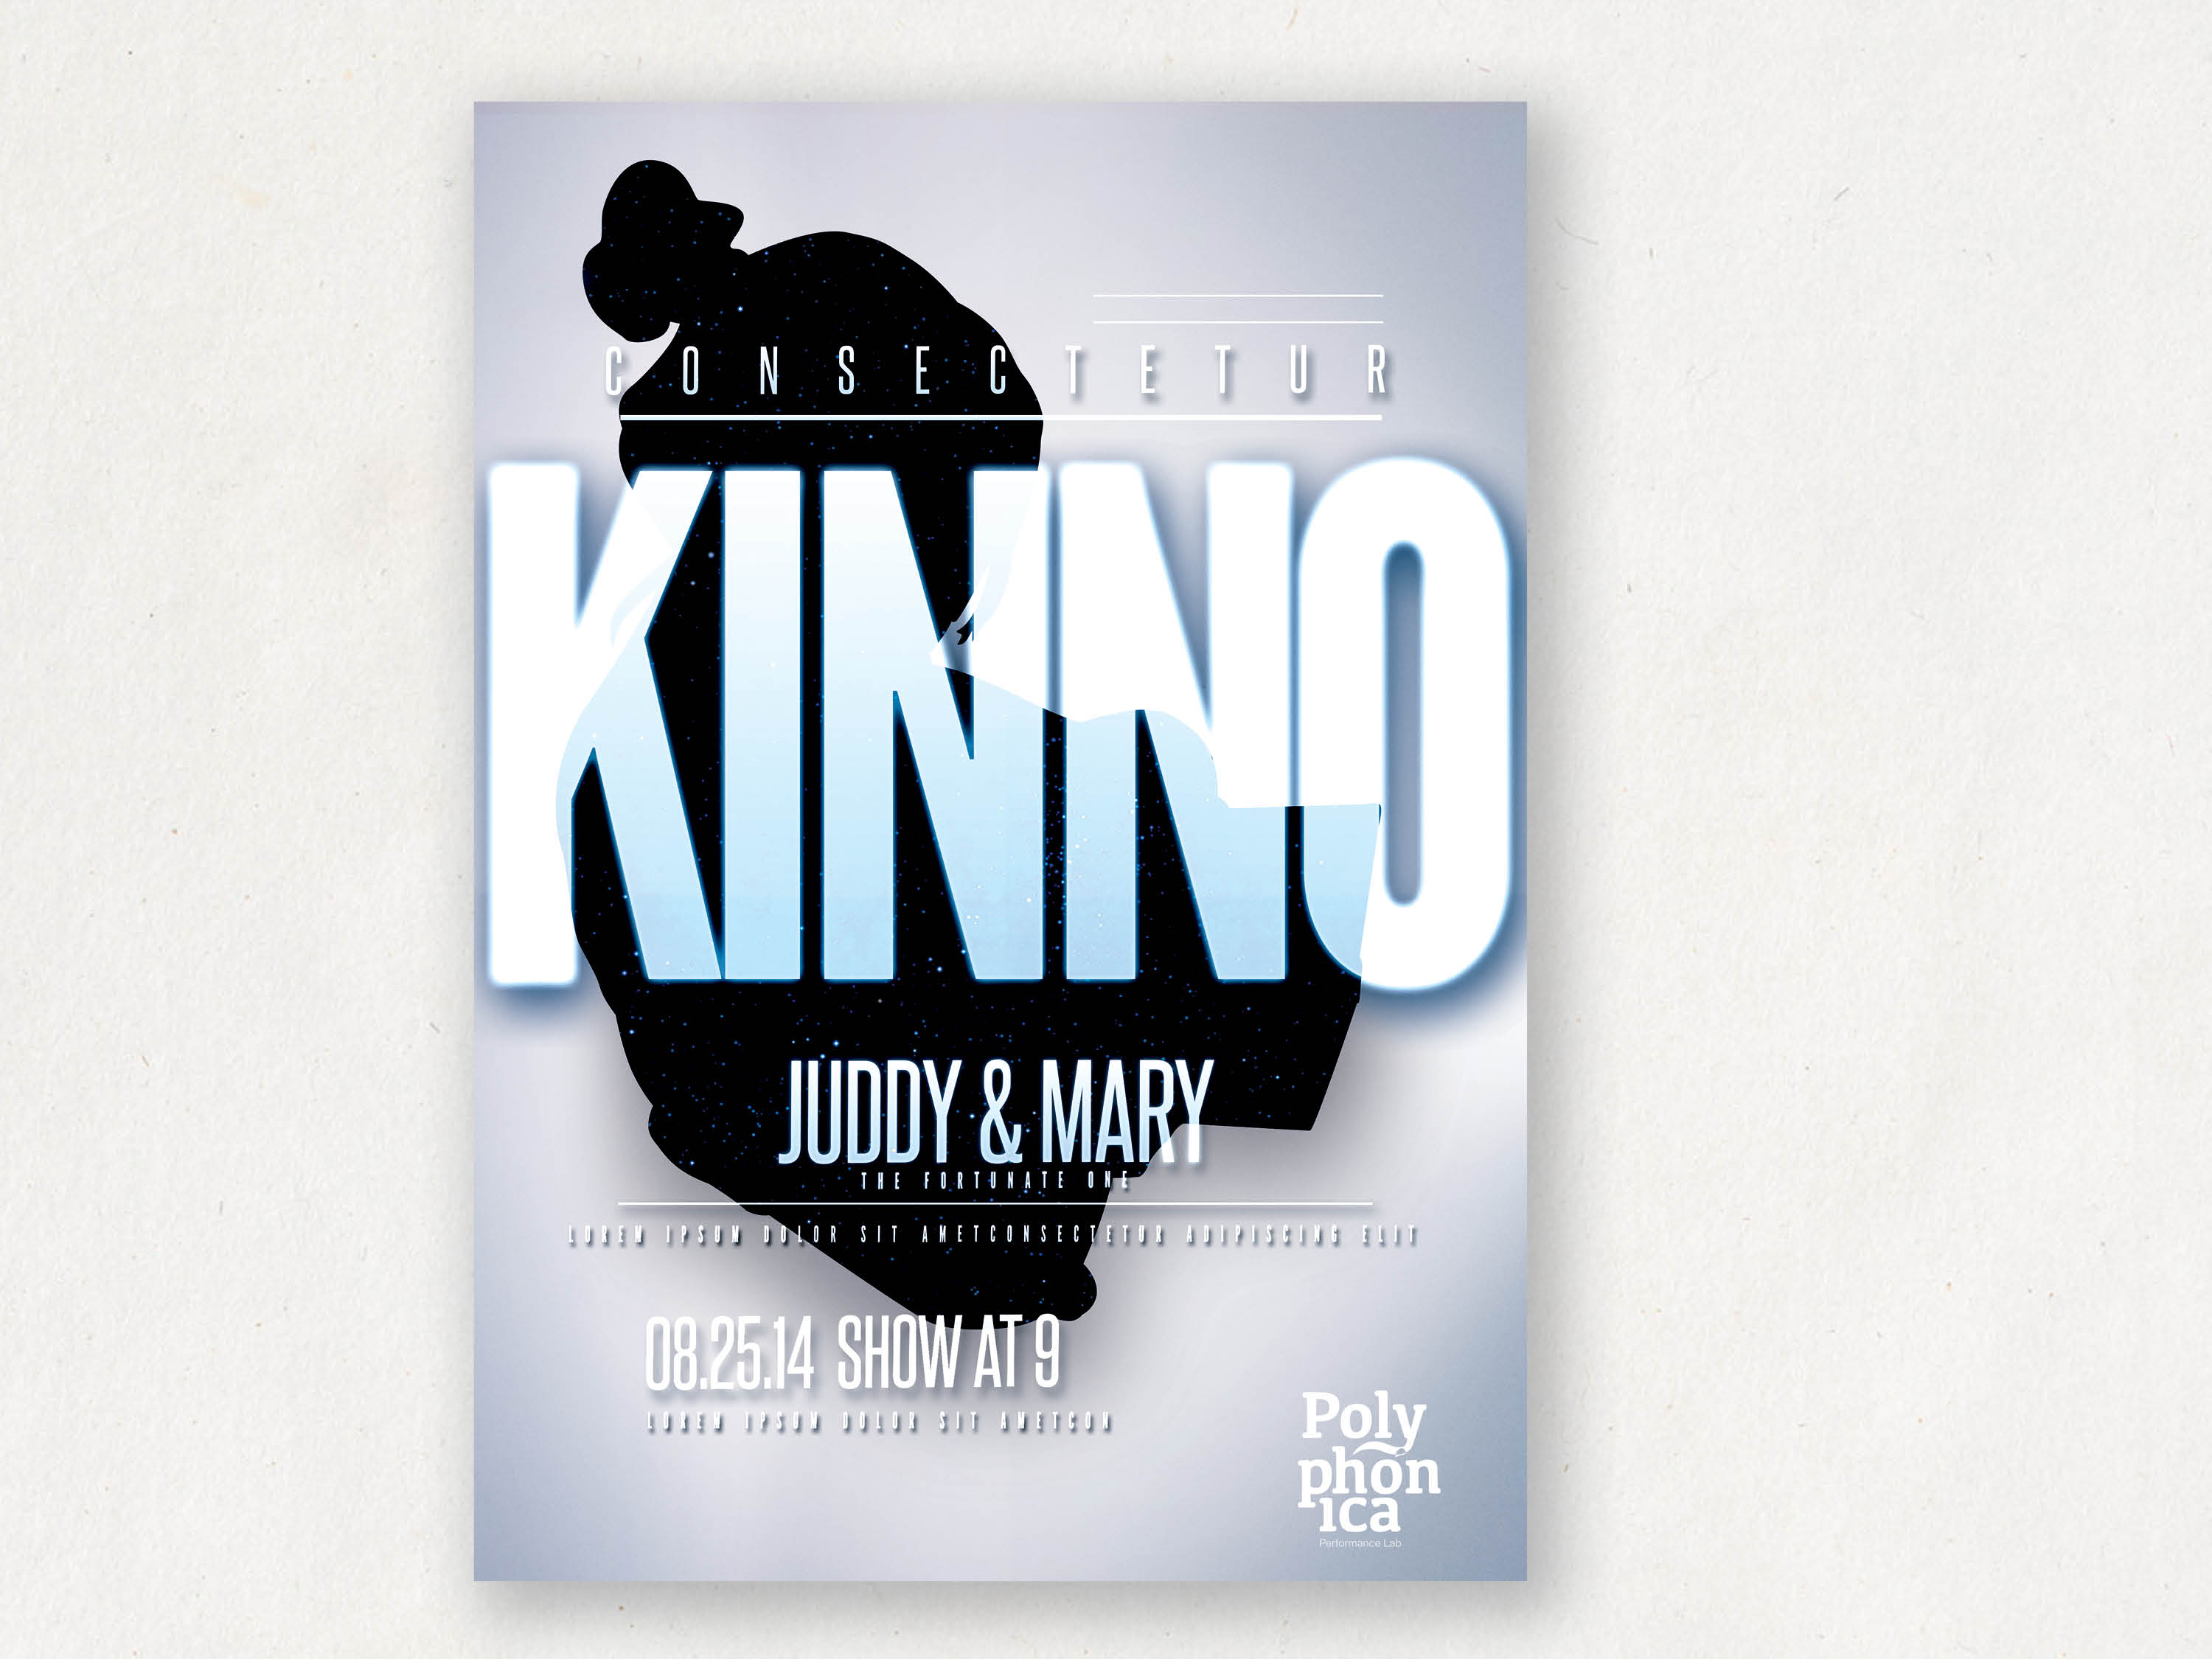 CONSECTETUR
KINNO
JUDDY & MARY
THE FORTUNATE ONE
LOREM IPSUM DOLOR SIT AMETCONSECTETUR ADIPISCING ELIT
08.25.14 SHOW AT 9
LOREM IPSUM DOLOR SIT AMETCON
Poly
phon
ica
Performance Lab